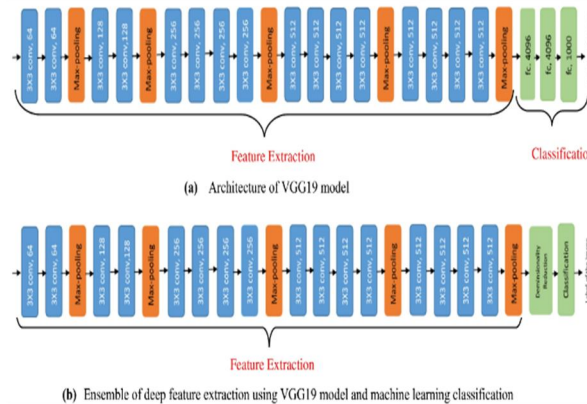 3X3 conv, 64
3X3 conv, 64
Max-pooling
3X3 conv, 128
3X3 conv, 128
Max-pooling
3X3 conv, 256
3X3 conv, 256
3X3 conv, 256
3X3 conv, 256
Max-pooling
3X3 conv, 512
3X3 conv, 512
3X3 conv, 512
3X3 conv, 512
Max-pooling
3X3 conv, 512
3X3 conv, 512
3X3 conv, 512
3X3 conv, 512
Max-pooling
fc, 4096
fc, 4096
fc, 1000
Feature Extraction
Classification
(a) Architecture of VGG19 model
3X3 conv, 64
3X3 conv, 64
Max-pooling
3X3 conv, 128
3X3 conv,128
Max-pooling
3X3 conv, 256
3X3 conv, 256
3X3 conv, 256
3X3 conv, 256
Max-pooling
3X3 conv, 512
3X3 conv, 512
3X3 conv, 512
3X3 conv, 512
Max-pooling
3X3 conv, 512
3X3 conv, 512
3X3 conv, 512
3X3 conv, 512
Max-pooling
Dimensionality
Reduction
Classification
Feature Extraction
(b) Ensemble of deep feature extraction using VGG19 model and machine learning classification